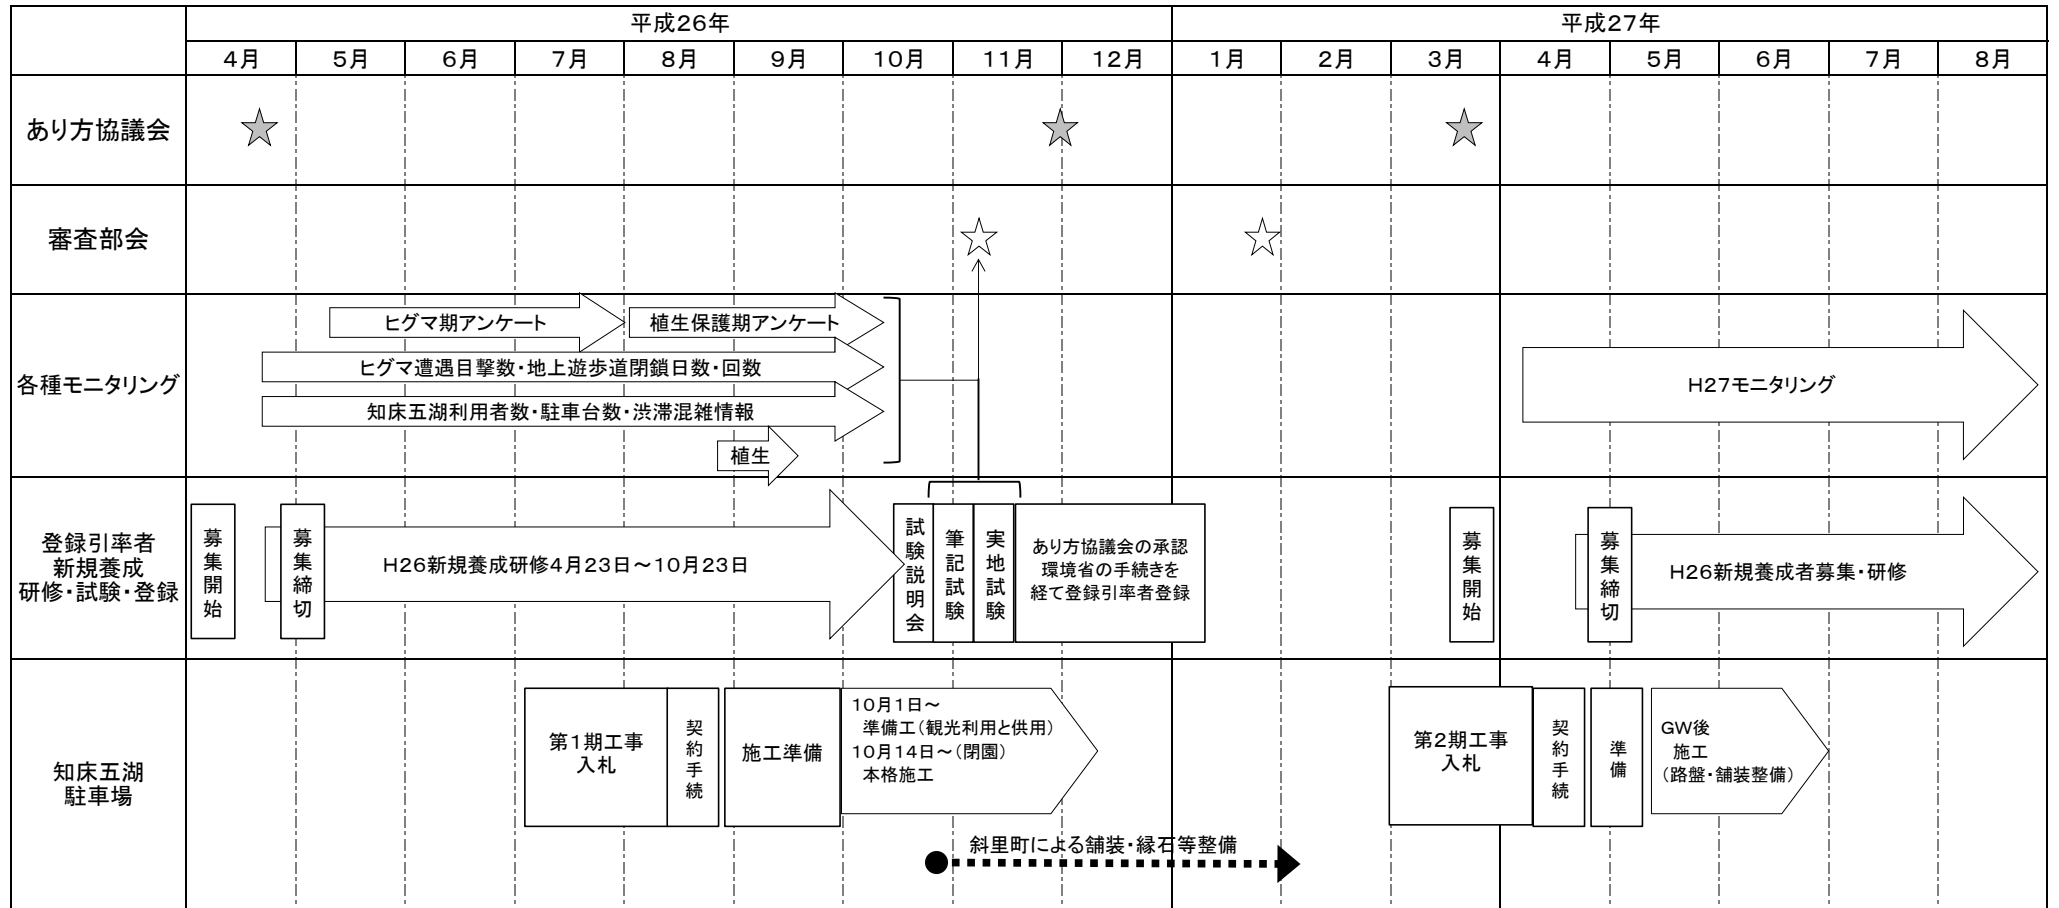 平成26年
平成27年
4月
5月
6月
7月
8月
9月
10月
11月
12月
1月
2月
3月
4月
5月
6月
7月
8月
あり方協議会
審査部会
各種モニタリング
ヒグマ期アンケート
植生保護期アンケート
ヒグマ遭遇目撃数・地上遊歩道閉鎖日数・回数
知床五湖利用者数・駐車台数・渋滞混雑情報
植生
H27モニタリング
登録引率者
新規養成
研修・試験・登録
募集開始
募集締切
H26新規養成研修4月23日～10月23日
試験説明会
筆記試験
実地試験
あり方協議会の承認
環境省の手続きを
経て登録引率者登録
募集開始
募集締切
H26新規養成者募集・研修
知床五湖
駐車場
第1期工事
入札
契約手続
施工準備
10月1日～
準備工（観光利用と供用）
10月14日～（閉園）
本格施工
第2期工事
入札
契約手続
準備
GW後
施工
（路盤・舗装整備）
斜里町による舗装・縁石等整備